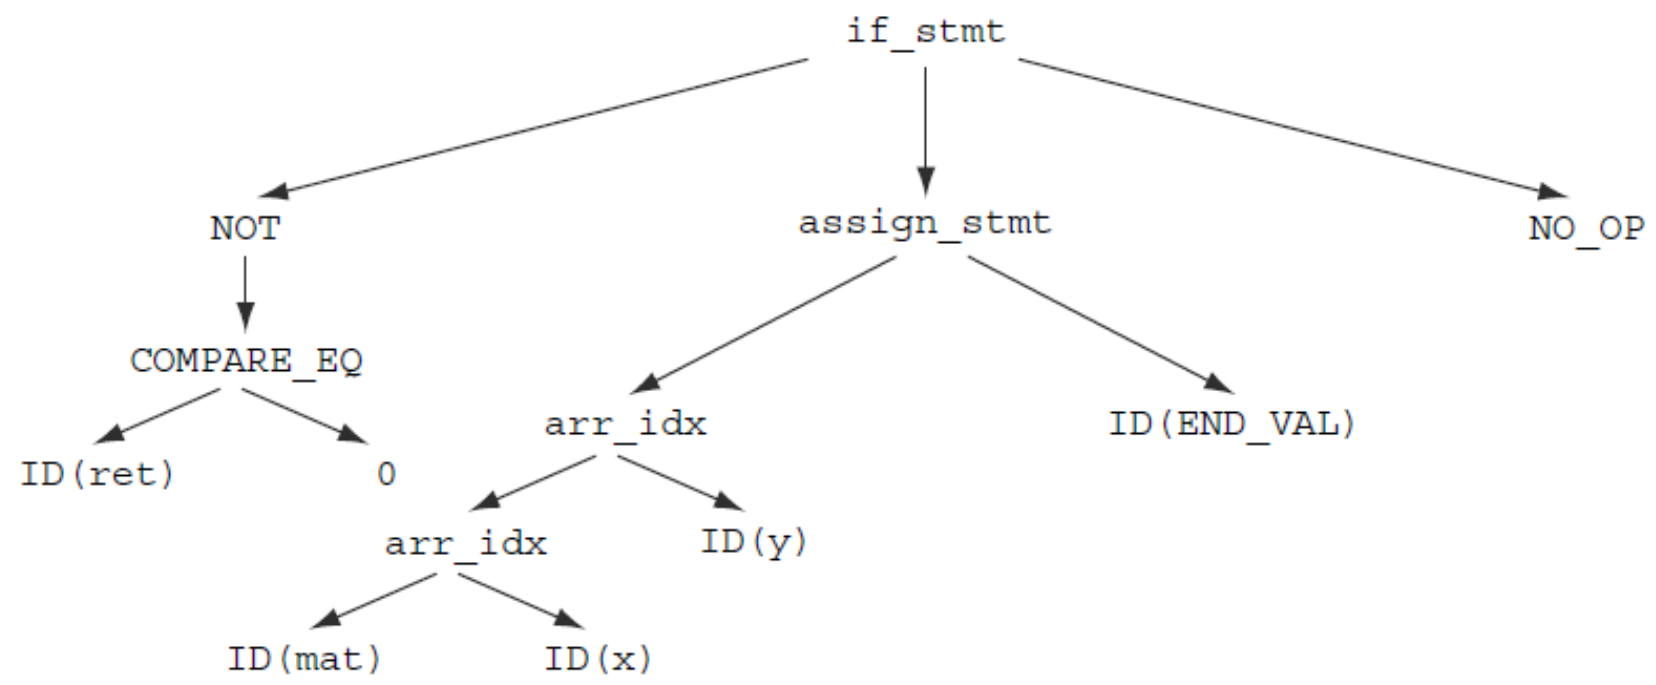 if_stmt
NOT assign_stmt NO_OP
COMPARE_EQ
arr_idx ID(END_VAL)
ID(ret) 0
arr_idx ID(y)
ID(mat) ID(x)